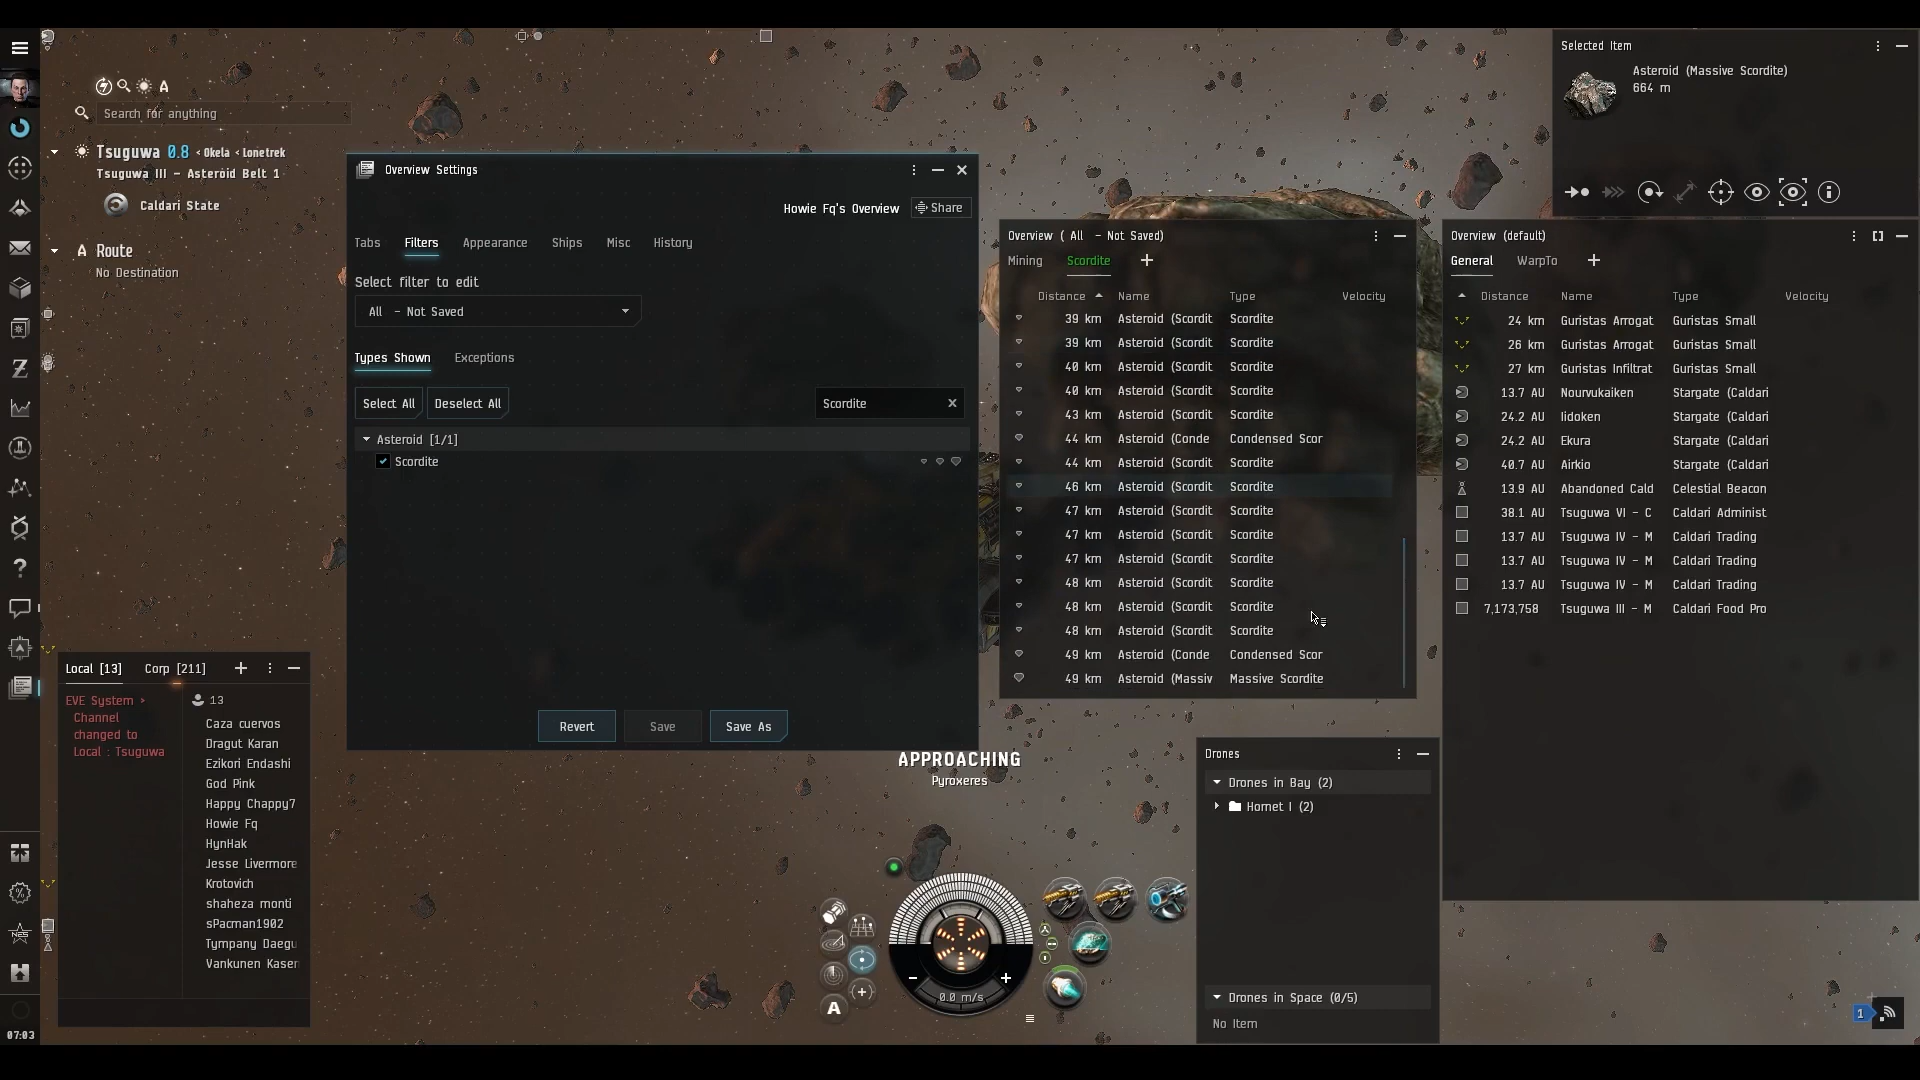 Search for anything
Tsuguwa 0.8 < Okela < Lonetrek
Tsuguwa III - Asteroid Belt 1
Caldari State
Route
No Destination
Overview Settings
Howie Fq's Overview
Share
Tabs
Filters
Appearance
Ships
Misc
History
Select filter to edit
All - Not Saved
Types Shown
Exceptions
Select All
Deselect All
Scordite
Asteroid [1/1]
Scordite
Revert
Save
Save As
Overview ( All - Not Saved)
Mining
Scordite
Distance Name Type Velocity
39 km Asteroid (Scordit Scordite
39 km Asteroid (Scordit Scordite
40 km Asteroid (Scordit Scordite
40 km Asteroid (Scordit Scordite
43 km Asteroid (Scordit Scordite
44 km Asteroid (Conde Condensed Scor
44 km Asteroid (Scordit Scordite
46 km Asteroid (Scordit Scordite
47 km Asteroid (Scordit Scordite
47 km Asteroid (Scordit Scordite
47 km Asteroid (Scordit Scordite
48 km Asteroid (Scordit Scordite
48 km Asteroid (Scordit Scordite
48 km Asteroid (Scordit Scordite
49 km Asteroid (Conde Condensed Scor
49 km Asteroid (Massiv Massive Scordite
Selected Item
Asteroid (Massive Scordite)
664 m
Overview (default)
General
WarpTo
Distance Name Type Velocity
24 km Guristas Arrogat Guristas Small
26 km Guristas Arrogat Guristas Small
27 km Guristas Infiltrat Guristas Small
13.7 AU Nourvukaiken Stargate (Caldari
24.2 AU Iidoken Stargate (Caldari
24.2 AU Ekura Stargate (Caldari
40.7 AU Airkio Stargate (Caldari
13.9 AU Abandoned Cald Celestial Beacon
38.1 AU Tsuguwa VI - C Caldari Administ
13.7 AU Tsuguwa IV - M Caldari Trading
13.7 AU Tsuguwa IV - M Caldari Trading
13.7 AU Tsuguwa IV - M Caldari Trading
7,173,758 Tsuguwa III - M Caldari Food Pro
Local [13]
Corp [211]
EVE System >
Channel
changed to
Local : Tsuguwa
13
Caza cuervos
Dragut Karan
Ezikori Endashi
God Pink
Happy Chappy7
Howie Fq
HynHak
Jesse Livermore
Krotovich
shaheza monti
sPacman1902
Tympany Daegu
Vankunen Kasen
APPROACHING
Pyroxeres
0.0 m/s
A
Drones
Drones in Bay (2)
Hornet I (2)
Drones in Space (0/5)
No Item
07:03
1